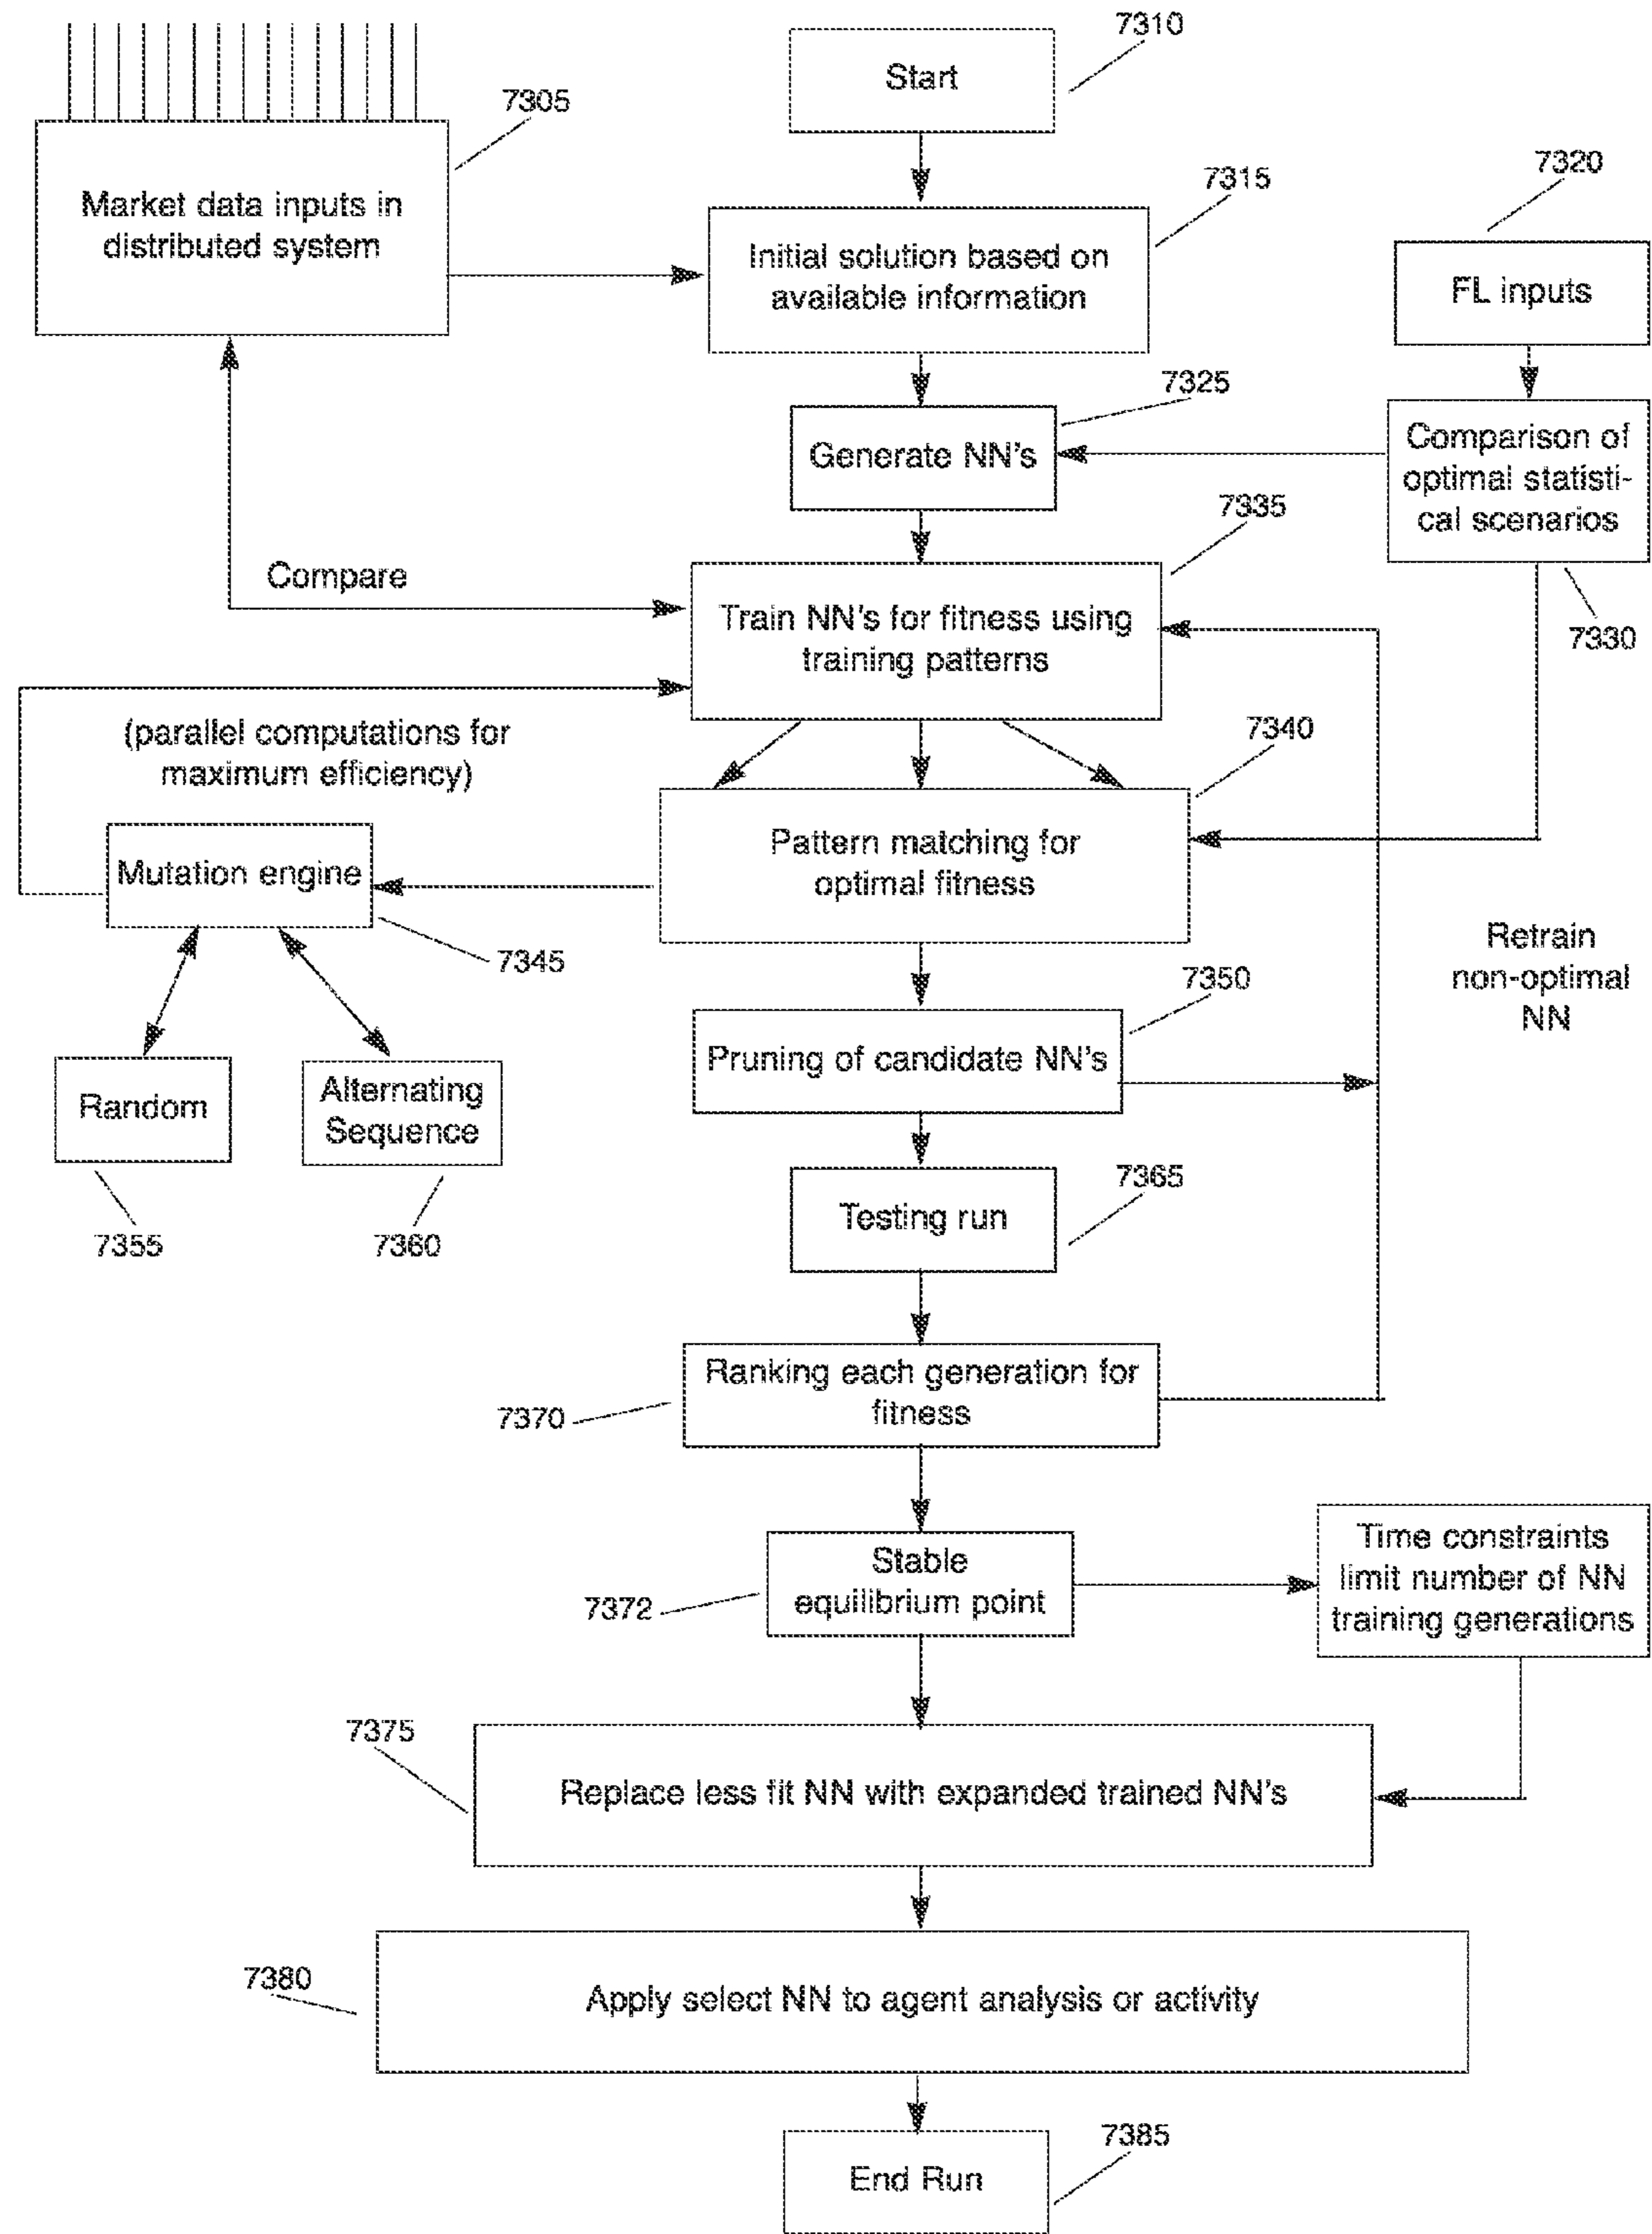 7310
Start
7305
Market data inputs in
distributed system
7315
Initial solution based on
available information
7320
FL inputs
7325
Generate NN's
Comparison of
optimal statisti-
cal scenarios
7330
7335
Compare
Train NN's for fitness using
training patterns
(parallel computations for
maximum efficiency)
7340
Pattern matching for
optimal fitness
Mutation engine
7345
Retrain
non-optimal
NN
7350
Pruning of candidate NN's
Random
Alternating
Sequence
7355
7360
7365
Testing run
Ranking each generation for
fitness
7370
Stable
equilibrium point
7372
Time constraints
limit number of NN
training generations
7375
Replace less fit NN with expanded trained NN's
7380
Apply select NN to agent analysis or activity
7385
End Run